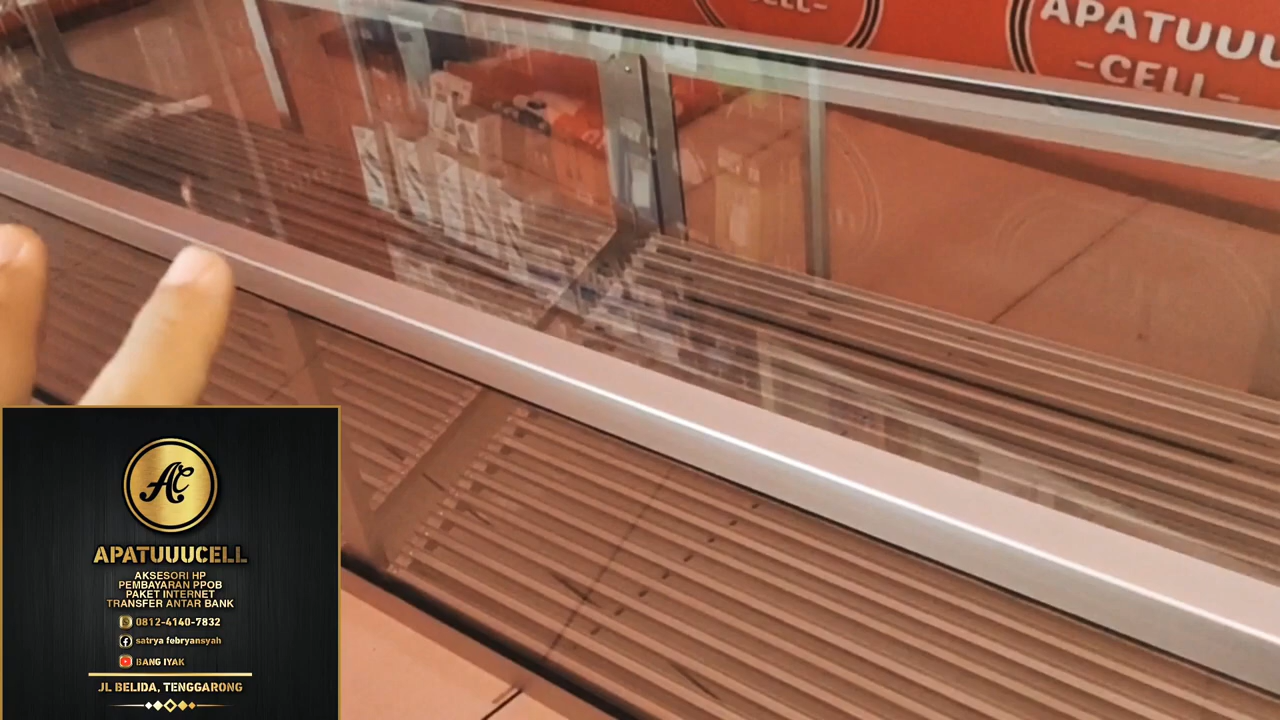 CELL-
APATUUU
-CELL-
AC
APATUUUCELL
AKSESORI HP
PEMBAYARAN PPOB
PAKET INTERNET
TRANSFER ANTAR BANK
0812-4140-7832
satrya febryansyah
BANG IYAK
JL BELIDA, TENGGARONG